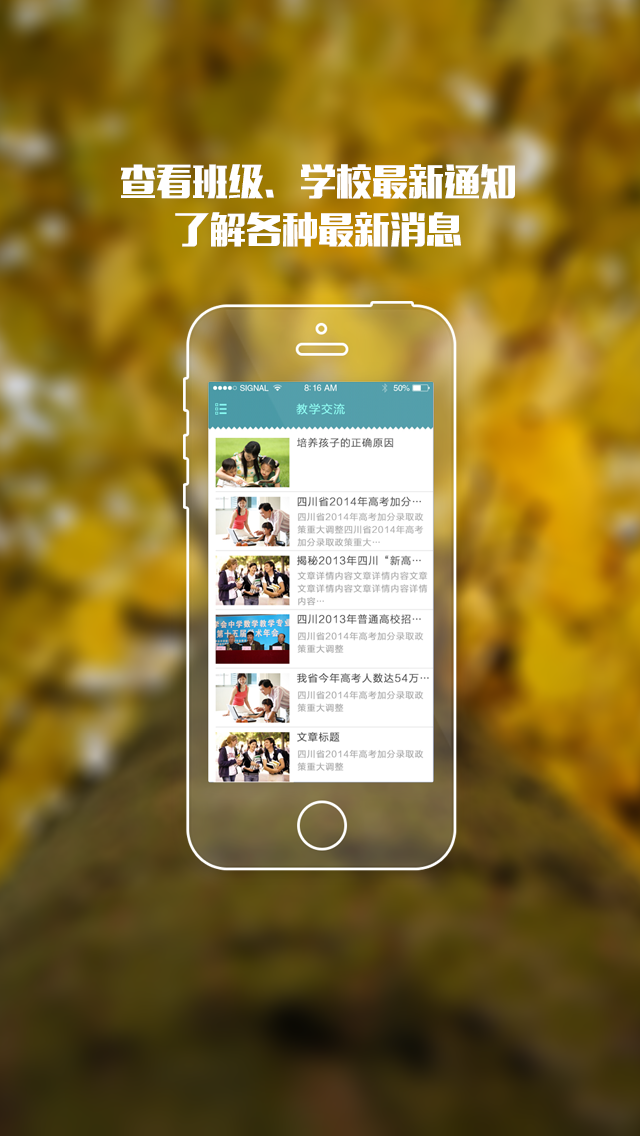 查看班级、学校最新通知
了解各种最新消息
SIGNAL 8:16 AM 50%
教学交流
培养孩子的正确原因
四川省2014年高考加分…
四川省2014年高考加分录取政
策重大调整四川省2014年高考
加分录取政策重大…
揭秘2013年四川“新高…
文章详情内容文章详情内容文章
文章详情内容文章详情内容详情
内容…
四川2013年普通高校招…
四川省2014年高考加分录取政
策重大调整
我省今年高考人数达54万…
四川省2014年高考加分录取政
策重大调整
文章标题
四川省2014年高考加分录取政
策重大调整